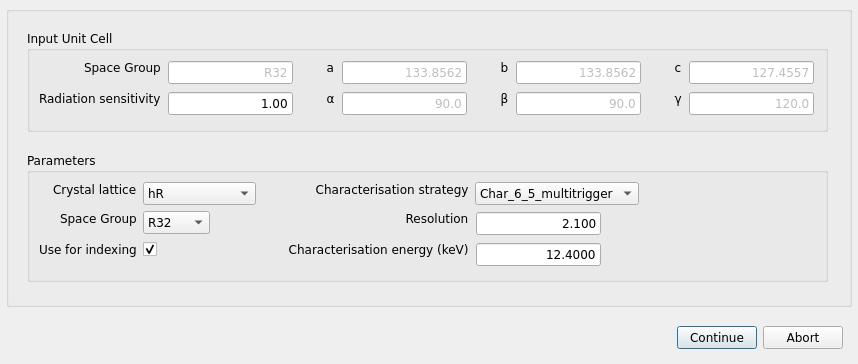 Input Unit Cell
Space Group R32 a 133.8562 b 133.8562 c 127.4557
Radiation sensitivity 1.00 α 90.0 β 90.0 γ 120.0
Parameters
Crystal lattice hR Characterisation strategy Char_6_5_multitrigger
Space Group R32 Resolution 2.100
Use for indexing Characterisation energy (keV) 12.4000
Continue Abort